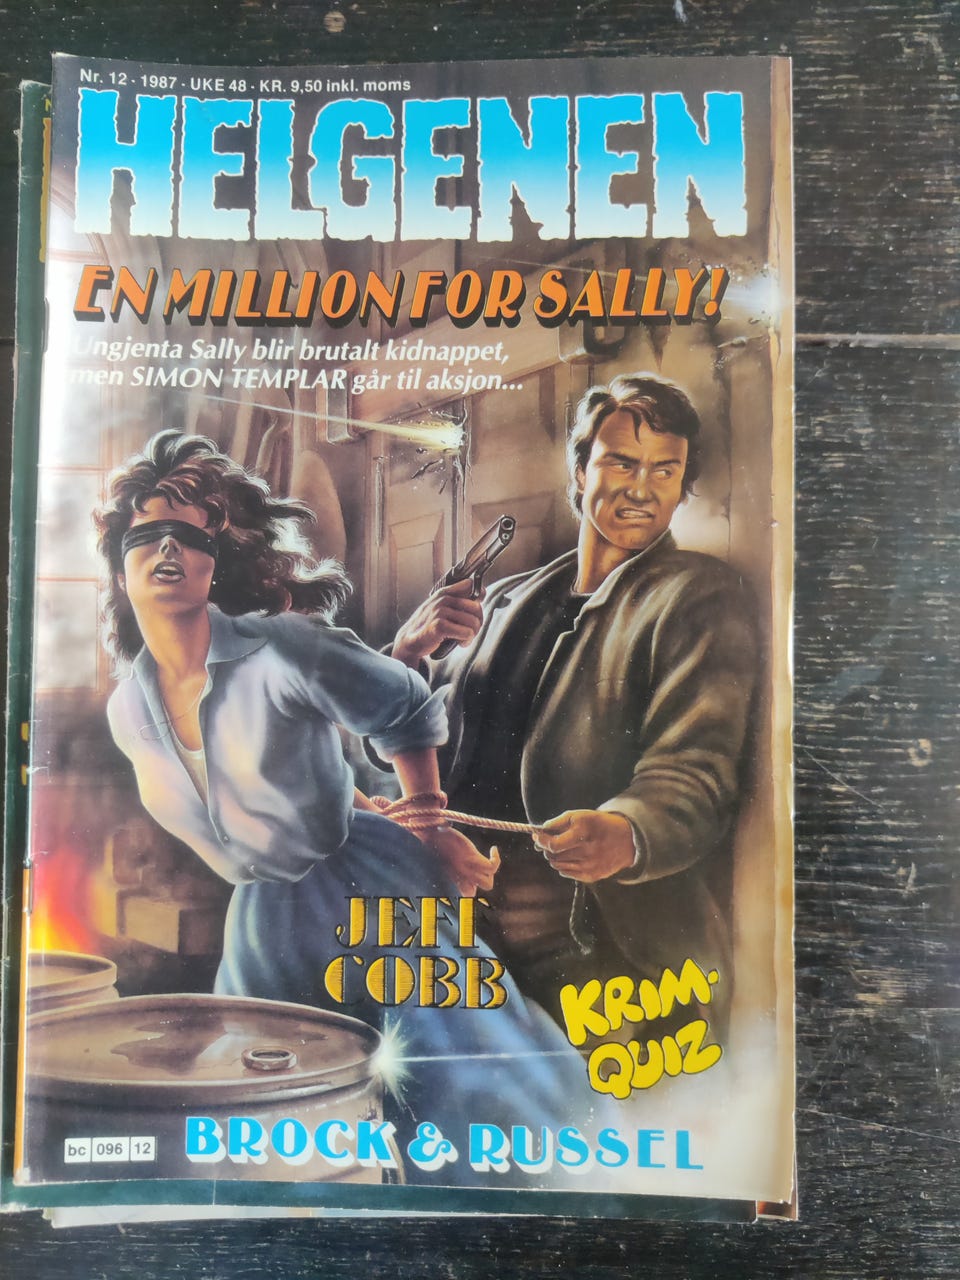 Nr. 12 · 1987 · UKE 48 · KR. 9,50 inkl. moms
HELGENEN
EN MILLION FOR SALLY!
Ungjenta Sally blir brutalt kidnappet,
men SIMON TEMPLAR går til aksjon...
JEFF
COBB
KRIM-
QUIZ
bc 096 12
BROCK & RUSSEL